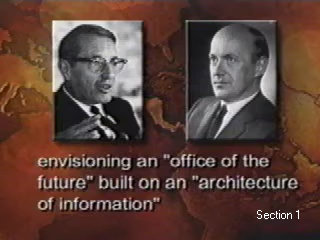 envisioning an "office of the
future" built on an "architecture
of information"
Section 1